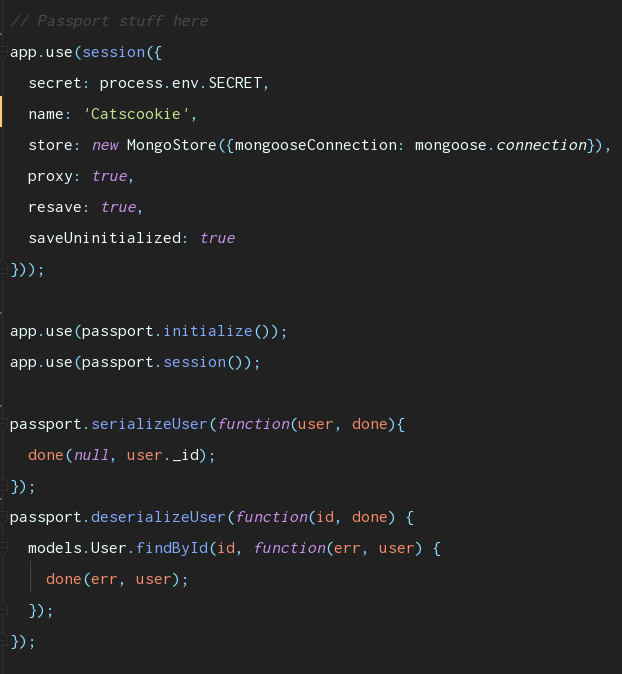 // Passport stuff here
app.use(session({
  secret: process.env.SECRET,
  name: 'Catscookie',
  store: new MongoStore({mongooseConnection: mongoose.connection}),
  proxy: true,
  resave: true,
  saveUninitialized: true
}));

app.use(passport.initialize());
app.use(passport.session());

passport.serializeUser(function(user, done){
  done(null, user._id);
});
passport.deserializeUser(function(id, done) {
  models.User.findById(id, function(err, user) {
    done(err, user);
  });
});